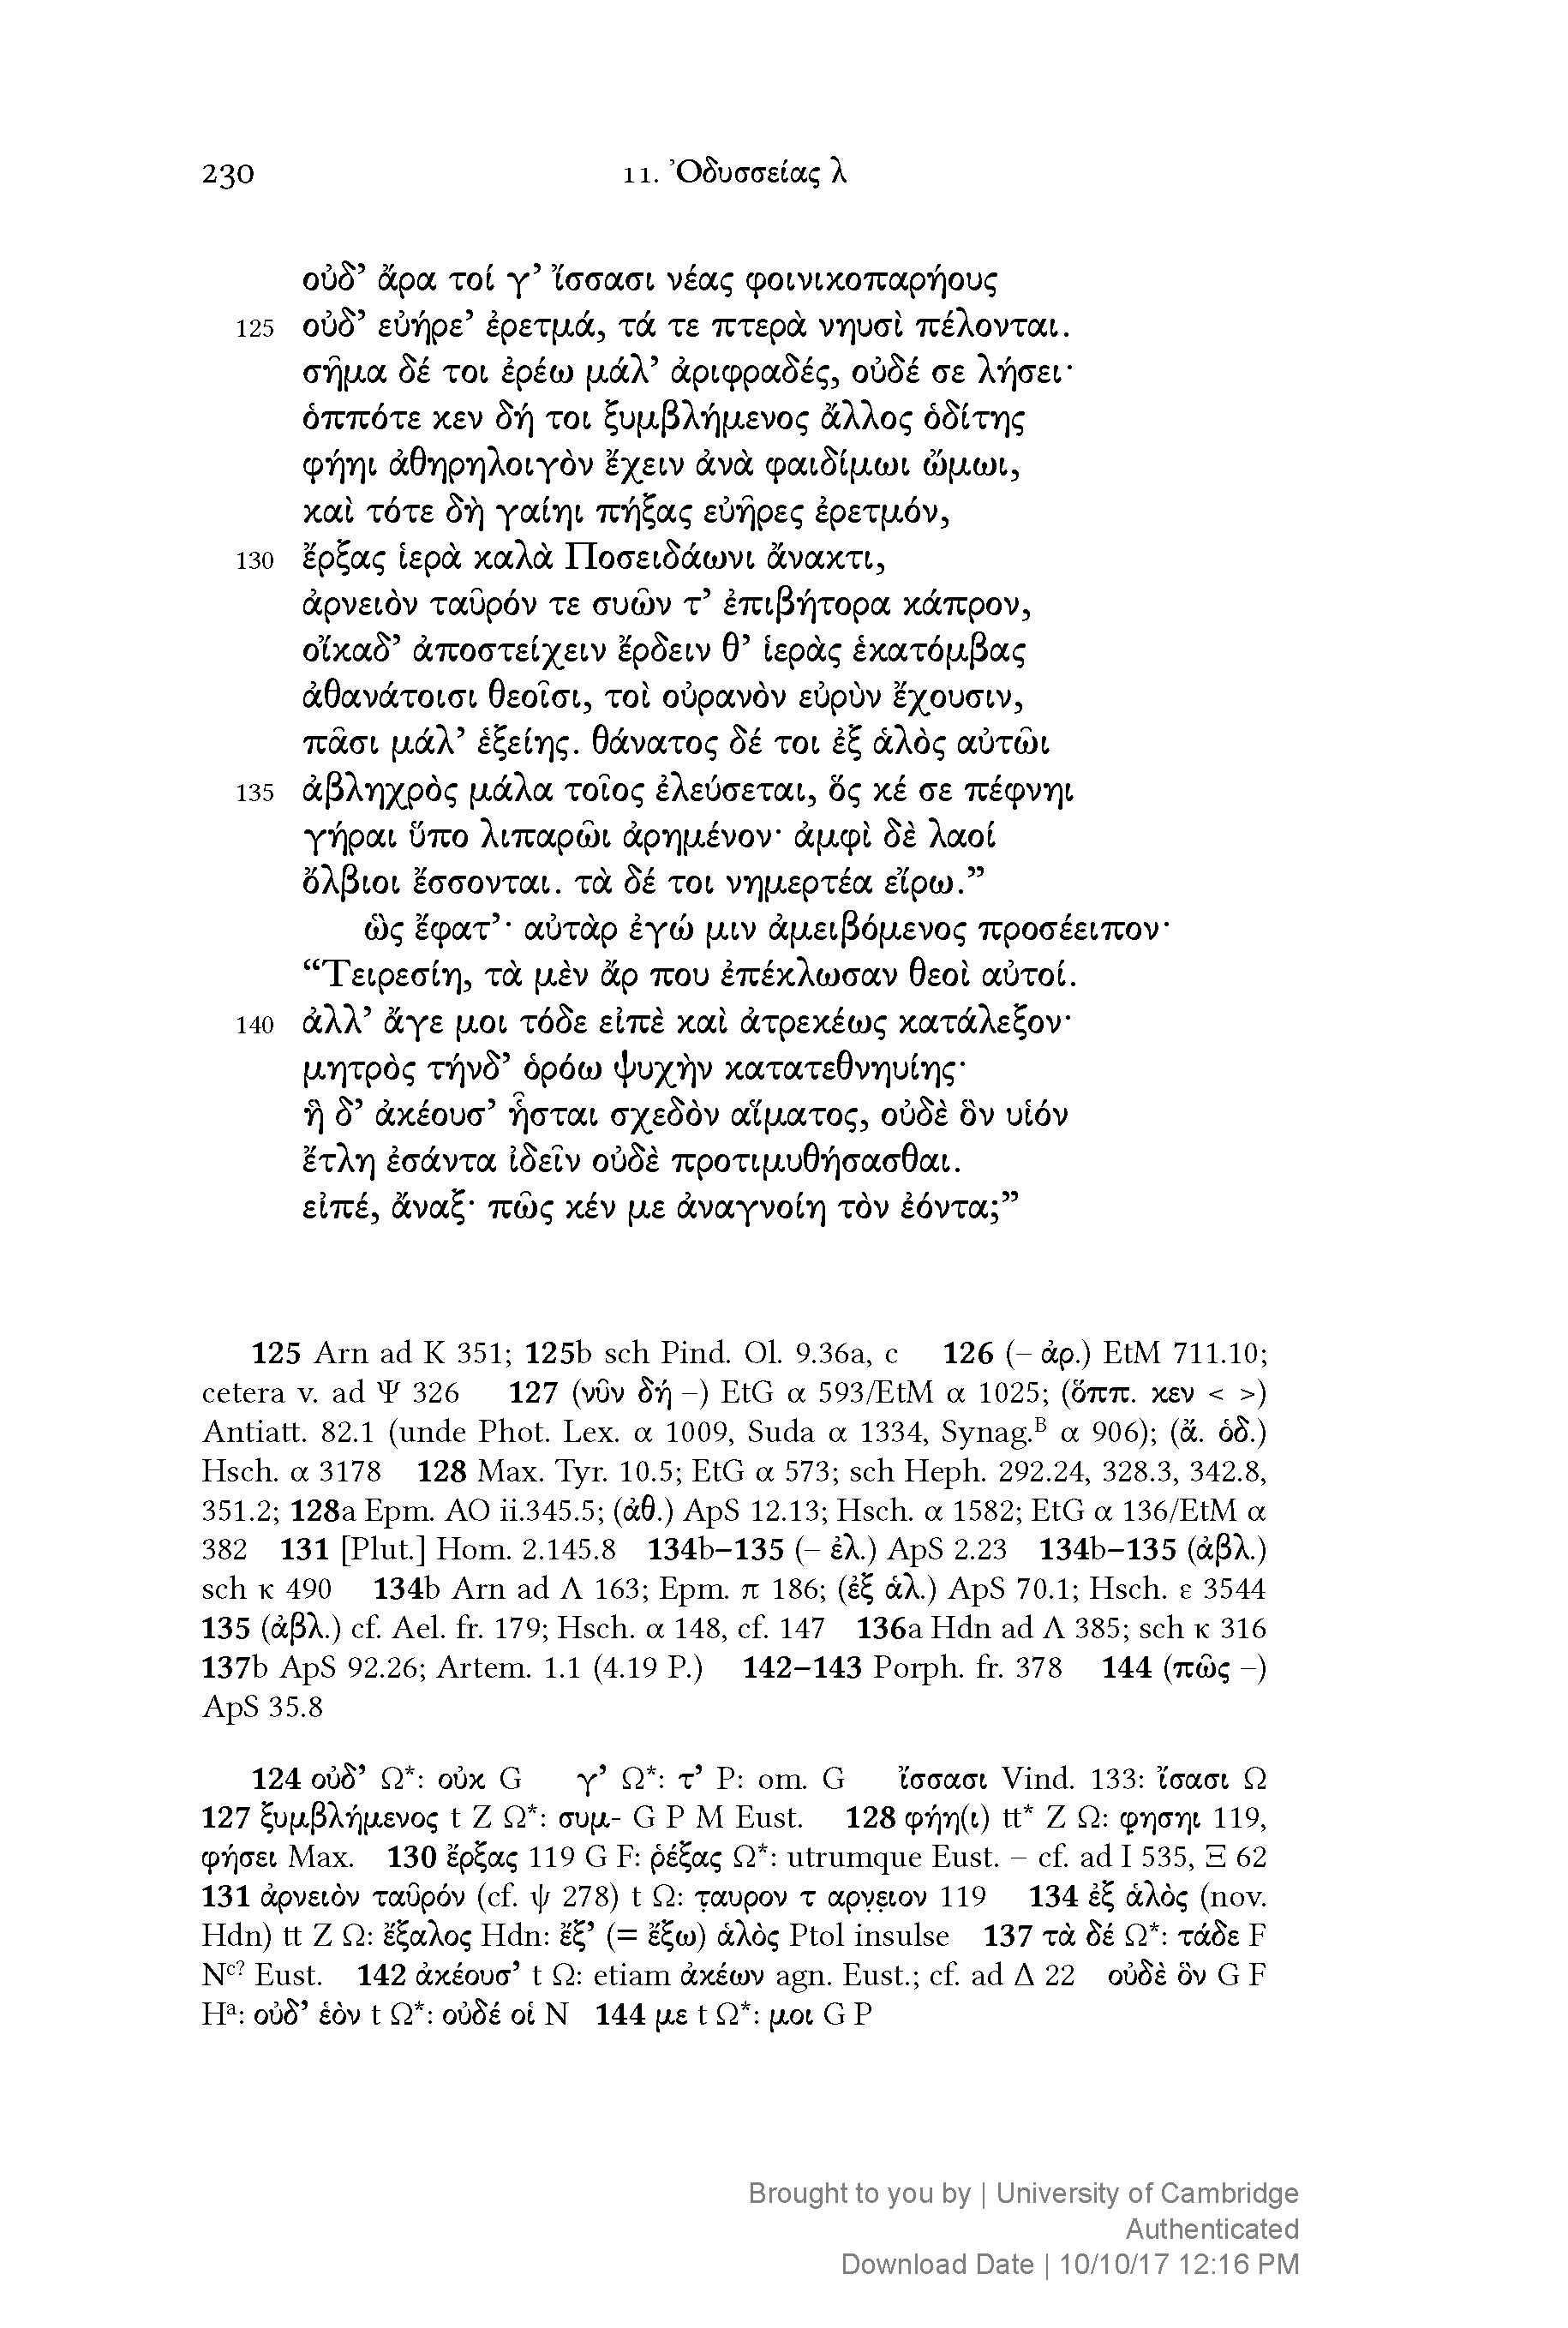 230 11. Ὀδυσσείας λ
οὐδ’ ἄρα τοί γ’ ἴσσασι νέας φοινικοπαρήους
125 οὐδ’ εὐήρε’ ἐρετμά, τά τε πτερὰ νηυσὶ πέλονται.
σῆμα δέ τοι ἐρέω μάλ’ ἀριφραδές, οὐδέ σε λήσει·
ὁππότε κεν δή τοι ξυμβλήμενος ἄλλος ὁδίτης
φήηι ἀθηρηλοιγὸν ἔχειν ἀνὰ φαιδίμωι ὤμωι,
καὶ τότε δὴ γαίηι πήξας εὐῆρες ἐρετμόν,
130 ἔρξας ἱερὰ καλὰ Ποσειδάωνι ἄνακτι,
ἀρνειὸν ταῦρόν τε συῶν τ’ ἐπιβήτορα κάπρον,
οἴκαδ’ ἀποστείχειν ἔρδειν θ’ ἱερὰς ἑκατόμβας
ἀθανάτοισι θεοῖσι, τοὶ οὐρανὸν εὐρὺν ἔχουσιν,
πᾶσι μάλ’ ἑξείης. θάνατος δέ τοι ἐξ ἁλὸς αὐτῶι
135 ἀβληχρὸς μάλα τοῖος ἐλεύσεται, ὅς κέ σε πέφνηι
γήραι ὕπο λιπαρῶι ἀρημένον· ἀμφὶ δὲ λαοί
ὄλβιοι ἔσσονται. τὰ δέ τοι νημερτέα εἴρω.”
ὣς ἔφατ’· αὐτὰρ ἐγώ μιν ἀμειβόμενος προσέειπον·
“Τειρεσίη, τὰ μὲν ἄρ που ἐπέκλωσαν θεοὶ αὐτοί.
140 ἀλλ’ ἄγε μοι τόδε εἰπὲ καὶ ἀτρεκέως κατάλεξον·
μητρὸς τήνδ’ ὁρόω ψυχὴν κατατεθνηυίης·
ἣ δ’ ἀκέουσ’ ἧσται σχεδὸν αἵματος, οὐδὲ ὃν υἱόν
ἔτλη ἐσάντα ἰδεῖν οὐδὲ προτιμυθήσασθαι.
εἰπέ, ἄναξ· πῶς κέν με ἀναγνοίη τὸν ἐόντα;”
125 Arn ad K 351; 125b sch Pind. Ol. 9.36a, c 126 (– ἀρ.) EtM 711.10;
cetera v. ad Ψ 326 127 (νῦν δή –) EtG α 593/EtM α 1025; (ὅππ. κεν < >)
Antiatt. 82.1 (unde Phot. Lex. α 1009, Suda α 1334, Synag.ᴮ α 906); (ἄ. ὁδ.)
Hsch. α 3178 128 Max. Tyr. 10.5; EtG α 573; sch Heph. 292.24, 328.3, 342.8,
351.2; 128a Epm. AO ii.345.5; (ἀθ.) ApS 12.13; Hsch. α 1582; EtG α 136/EtM α
382 131 [Plut.] Hom. 2.145.8 134b–135 (– ἐλ.) ApS 2.23 134b–135 (ἀβλ.)
sch κ 490 134b Arn ad Λ 163; Epm. π 186; (ἐξ ἁλ.) ApS 70.1; Hsch. ε 3544
135 (ἀβλ.) cf. Ael. fr. 179; Hsch. α 148, cf. 147 136a Hdn ad Λ 385; sch κ 316
137b ApS 92.26; Artem. 1.1 (4.19 P.) 142–143 Porph. fr. 378 144 (πῶς –)
ApS 35.8
124 οὐδ’ Ω*: οὐκ G γ’ Ω*: τ’ P: om. G ἴσσασι Vind. 133: ἴσασι Ω
127 ξυμβλήμενος t Z Ω*: συμ- G P M Eust. 128 φήη(ι) tt* Z Ω: φησηι 119,
φήσει Max. 130 ἔρξας 119 G F: ῥέξας Ω*: utrumque Eust. – cf. ad I 535, Ξ 62
131 ἀρνειὸν ταῦρόν (cf. ψ 278) t Ω: τ̣αυρον τ αρν̣ε̣ιον 119 134 ἐξ ἁλὸς (nov.
Hdn) tt Z Ω: ἔξαλος Hdn: ἔξ’ (= ἔξω) ἁλὸς Ptol insulse 137 τὰ δέ Ω*: τάδε F
Nᶜ? Eust. 142 ἀκέουσ’ t Ω: etiam ἀκέων agn. Eust.; cf. ad Δ 22 οὐδὲ ὃν G F
Hᵃ: οὐδ’ ἑὸν t Ω*: οὐδέ οἱ N 144 με t Ω*: μοι G P
Brought to you by | University of Cambridge
Authenticated
Download Date | 10/10/17 12:16 PM